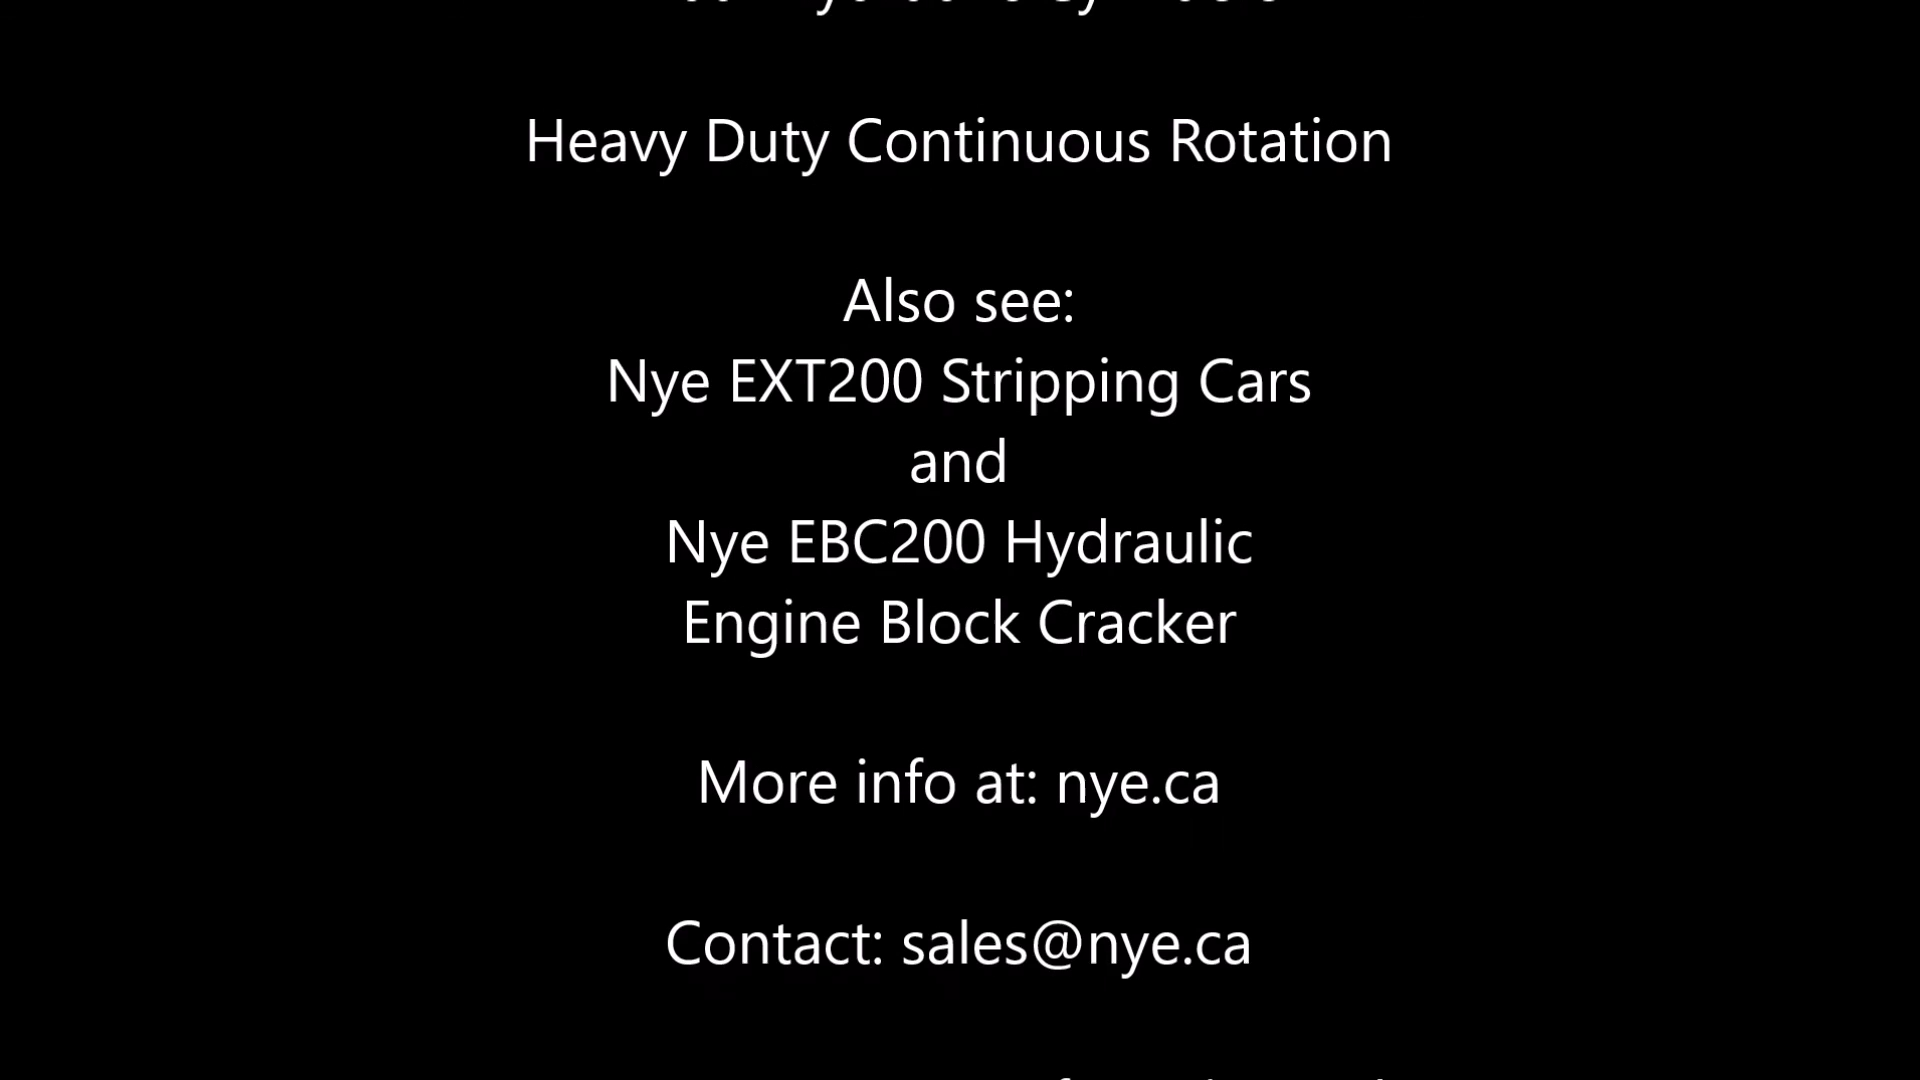 Heavy Duty Continuous Rotation
Also see:
Nye EXT200 Stripping Cars
and
Nye EBC200 Hydraulic
Engine Block Cracker
More info at: nye.ca
Contact: sales@nye.ca